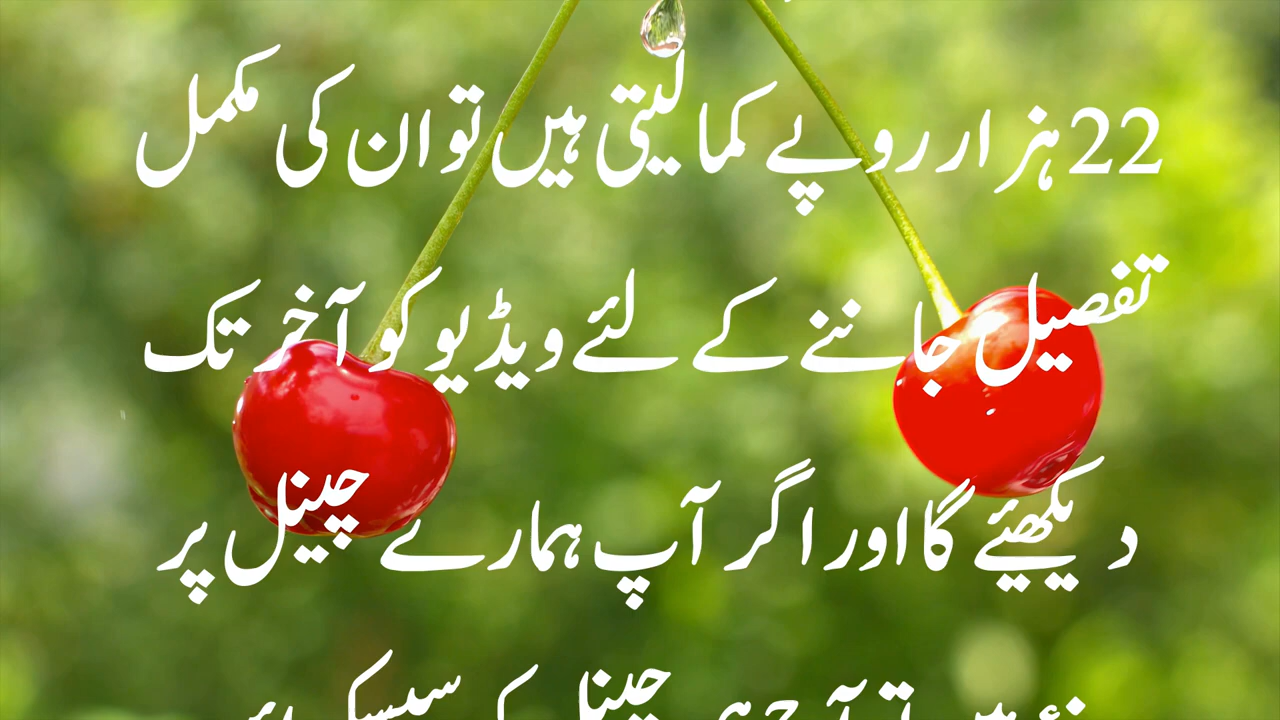 22 ہزار روپے کما لیتی ہیں تو ان کی مکمل
تفصیل جاننے کے لئے ویڈیو کو آخر تک
دیکھئیے گا اور اگر آپ ہمارے چینل پر